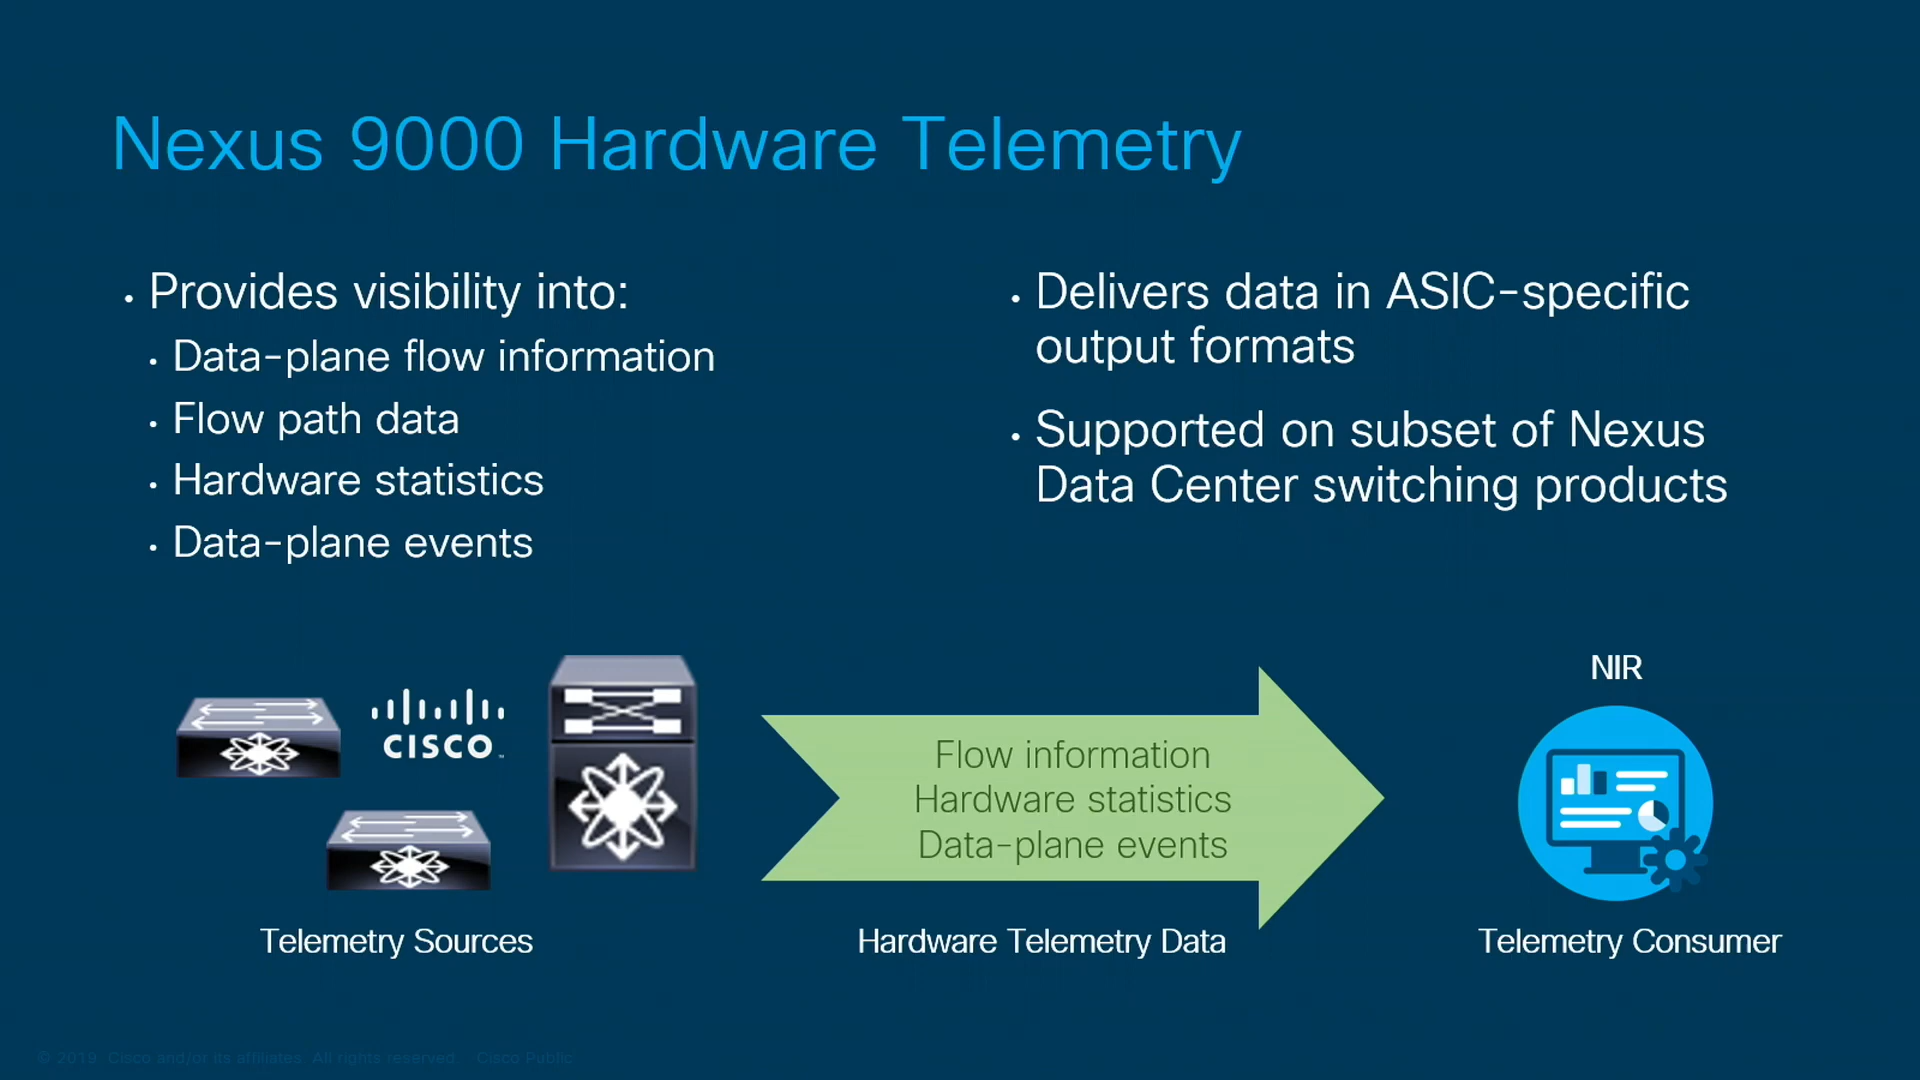 Nexus 9000 Hardware Telemetry
• Provides visibility into:
• Data-plane flow information
• Flow path data
• Hardware statistics
• Data-plane events
• Delivers data in ASIC-specific
output formats
• Supported on subset of Nexus
Data Center switching products
CISCO
Flow information
Hardware statistics
Data-plane events
NIR
Telemetry Sources
Hardware Telemetry Data
Telemetry Consumer
© 2019 Cisco and/or its affiliates. All rights reserved. Cisco Public